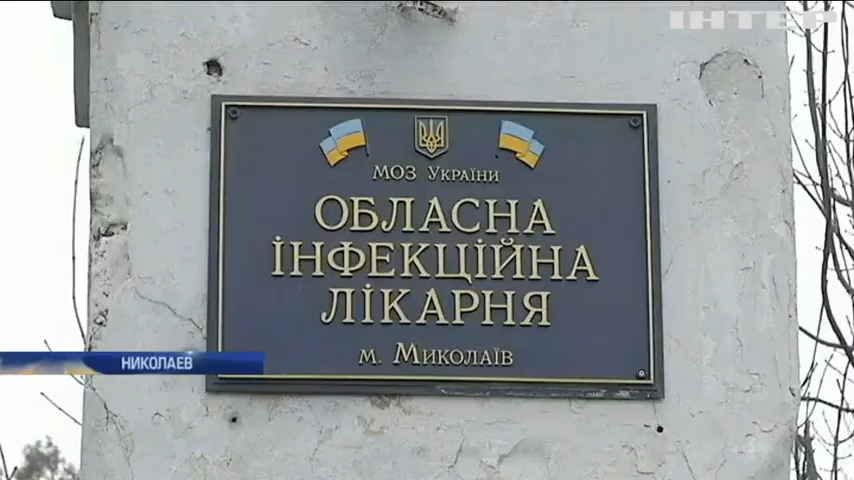 ІНТЕР
МОЗ України
ОБЛАСНА
ІНФЕКЦІЙНА
ЛІКАРНЯ
м. Миколаїв
НИКОЛАЕВ